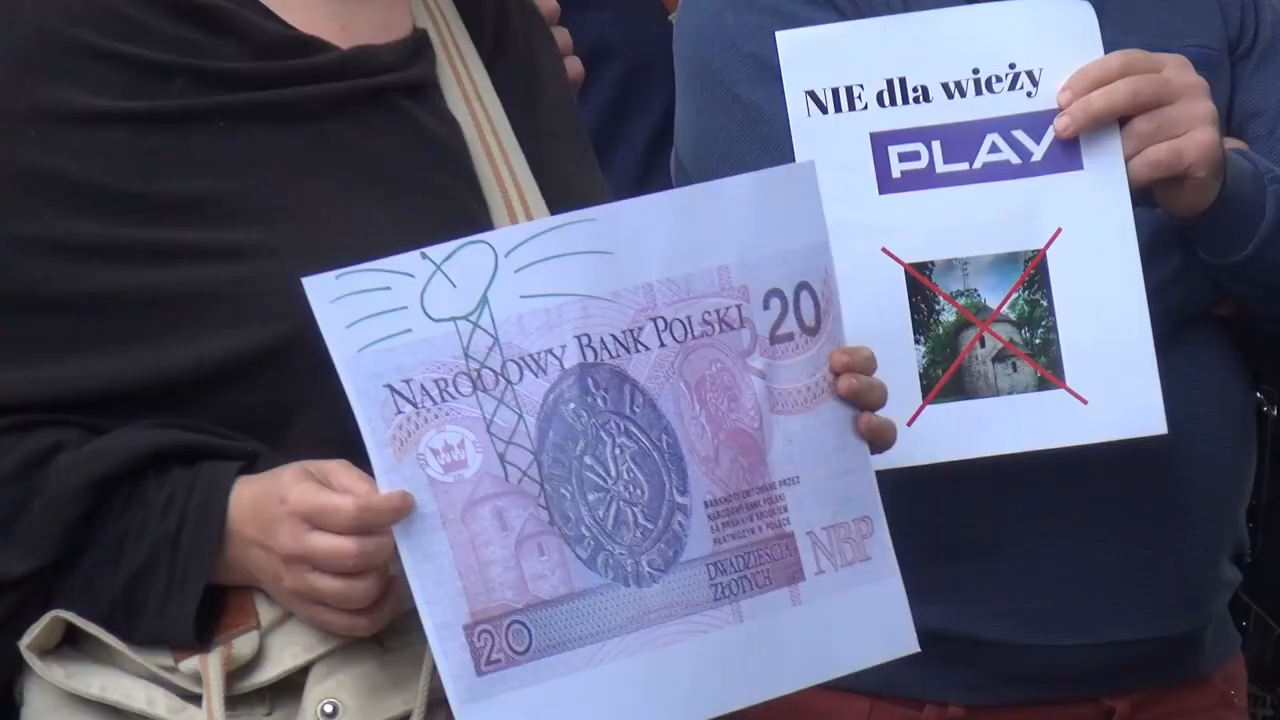 NIE dla wieży
PLAY
NARODOWY BANK POLSKI
20
BANKNOTY EMITOWANE PRZEZ
NARODOWY BANK POLSKI
SĄ PRAWNYM ŚRODKIEM
PŁATNICZYM W POLSCE
DWADZIEŚCIA
ZŁOTYCH
NBP
20